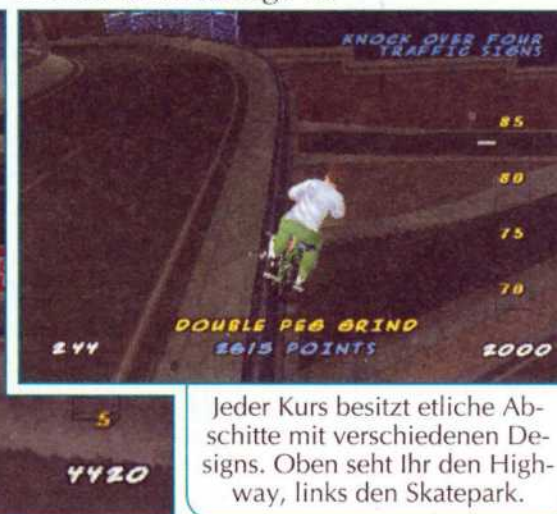 KNOCK OVER FOUR
TRAFFIC SIGNS
85
80
75
70
DOUBLE PEG GRIND
244
2615 POINTS
2000
5
4420
Jeder Kurs besitzt etliche Ab-
schitte mit verschiedenen De-
signs. Oben seht Ihr den High-
way, links den Skatepark.